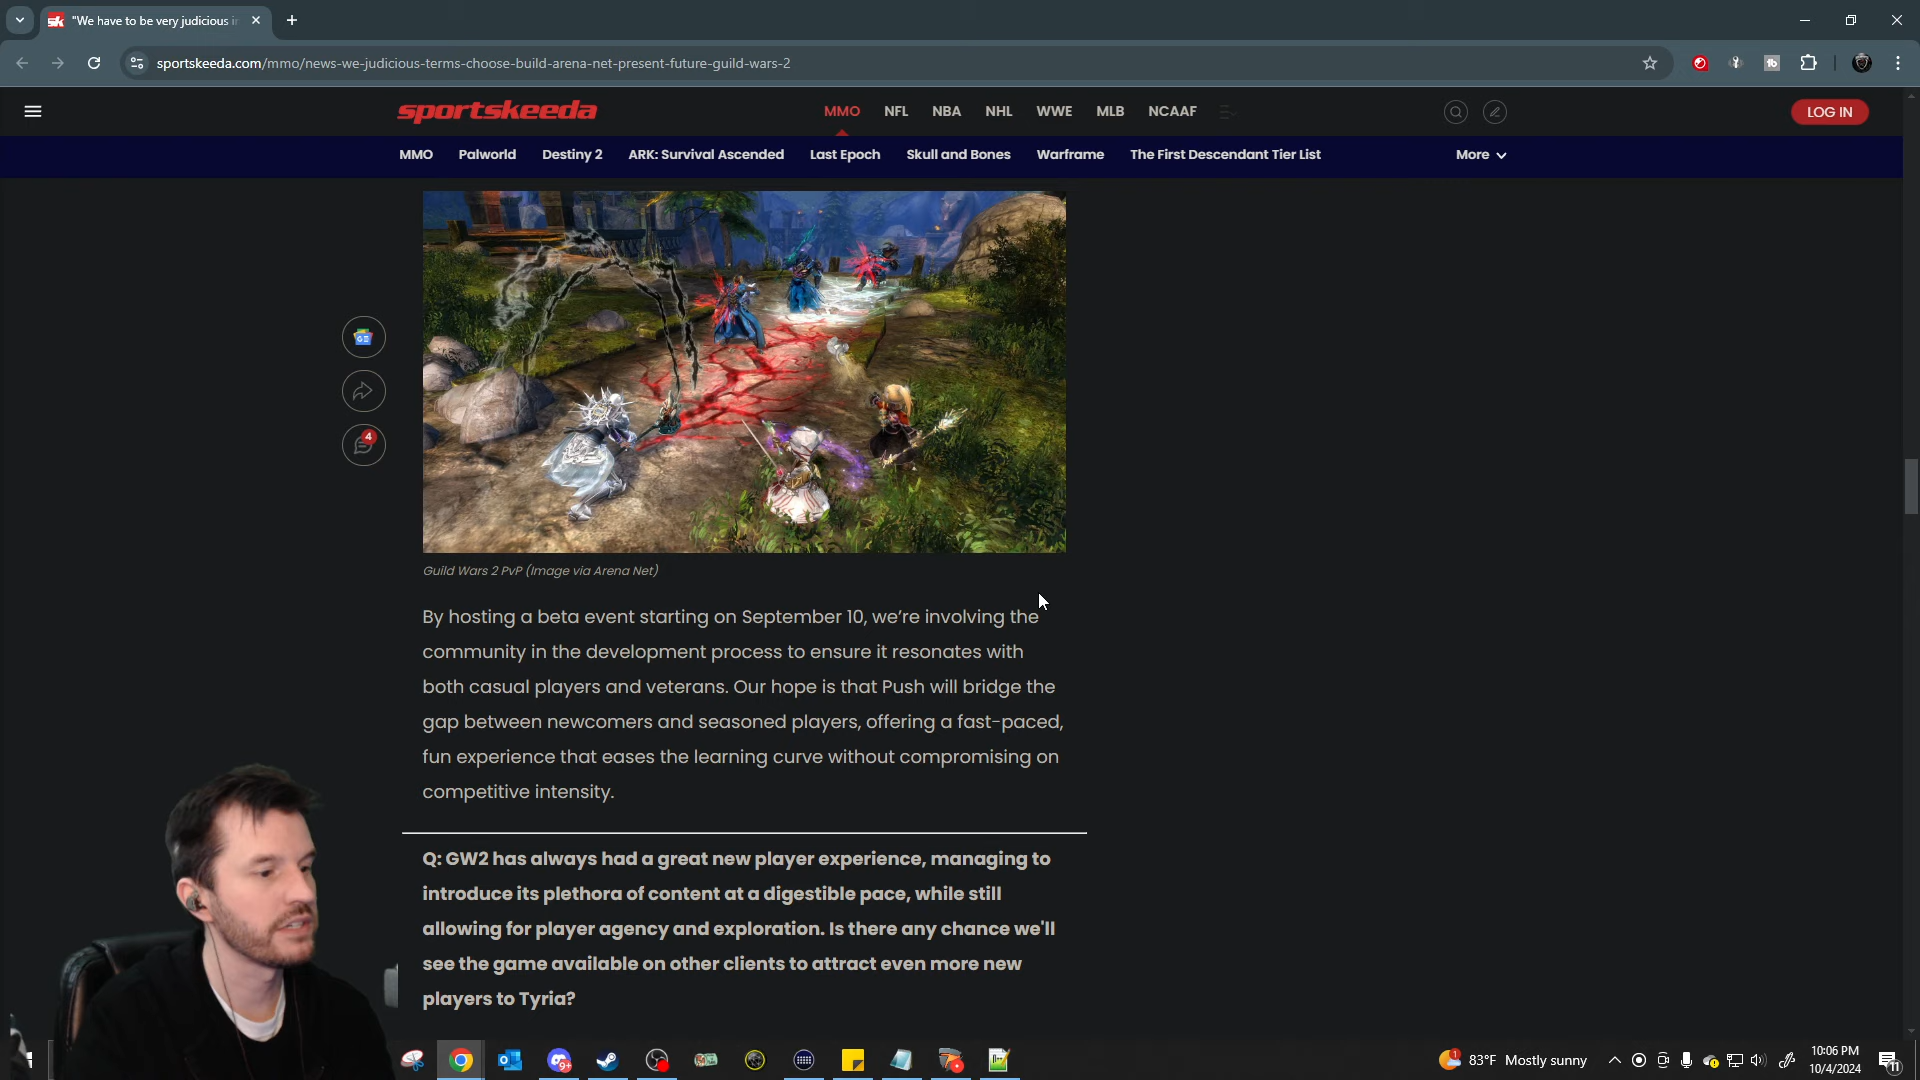 "We have to be very judicious i
sportskeeda.com/mmo/news-we-judicious-terms-choose-build-arena-net-present-future-guild-wars-2
sportskeeda
MMO NFL NBA NHL WWE MLB NCAAF
LOG IN
MMO Palworld Destiny 2 ARK: Survival Ascended Last Epoch Skull and Bones Warframe The First Descendant Tier List More
4
Guild Wars 2 PvP (Image via Arena Net)
By hosting a beta event starting on September 10, we're involving the
community in the development process to ensure it resonates with
both casual players and veterans. Our hope is that Push will bridge the
gap between newcomers and seasoned players, offering a fast-paced,
fun experience that eases the learning curve without compromising on
competitive intensity.
Q: GW2 has always had a great new player experience, managing to
introduce its plethora of content at a digestible pace, while still
allowing for player agency and exploration. Is there any chance we'll
see the game available on other clients to attract even more new
players to Tyria?
9+
1
83°F Mostly sunny
10:06 PM
10/4/2024
11